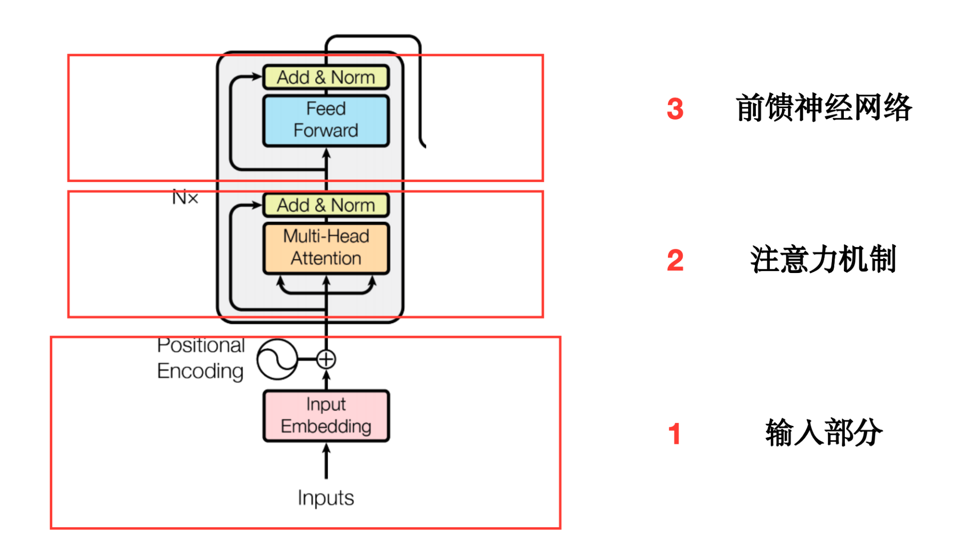 Add & Norm
Feed
Forward
3 前馈神经网络
N×
Add & Norm
Multi-Head
Attention
2 注意力机制
Positional
Encoding
Input
Embedding
1 输入部分
Inputs